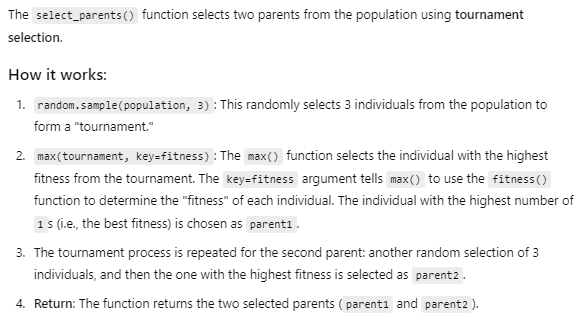 The select_parents() function selects two parents from the population using tournament
selection.
How it works:
1. random.sample(population, 3) : This randomly selects 3 individuals from the population to
form a "tournament."
2. max(tournament, key=fitness) : The max() function selects the individual with the highest
fitness from the tournament. The key=fitness argument tells max() to use the fitness()
function to determine the "fitness" of each individual. The individual with the highest number of
1 s (i.e., the best fitness) is chosen as parent1 .
3. The tournament process is repeated for the second parent: another random selection of 3
individuals, and then the one with the highest fitness is selected as parent2 .
4. Return: The function returns the two selected parents ( parent1 and parent2 ).